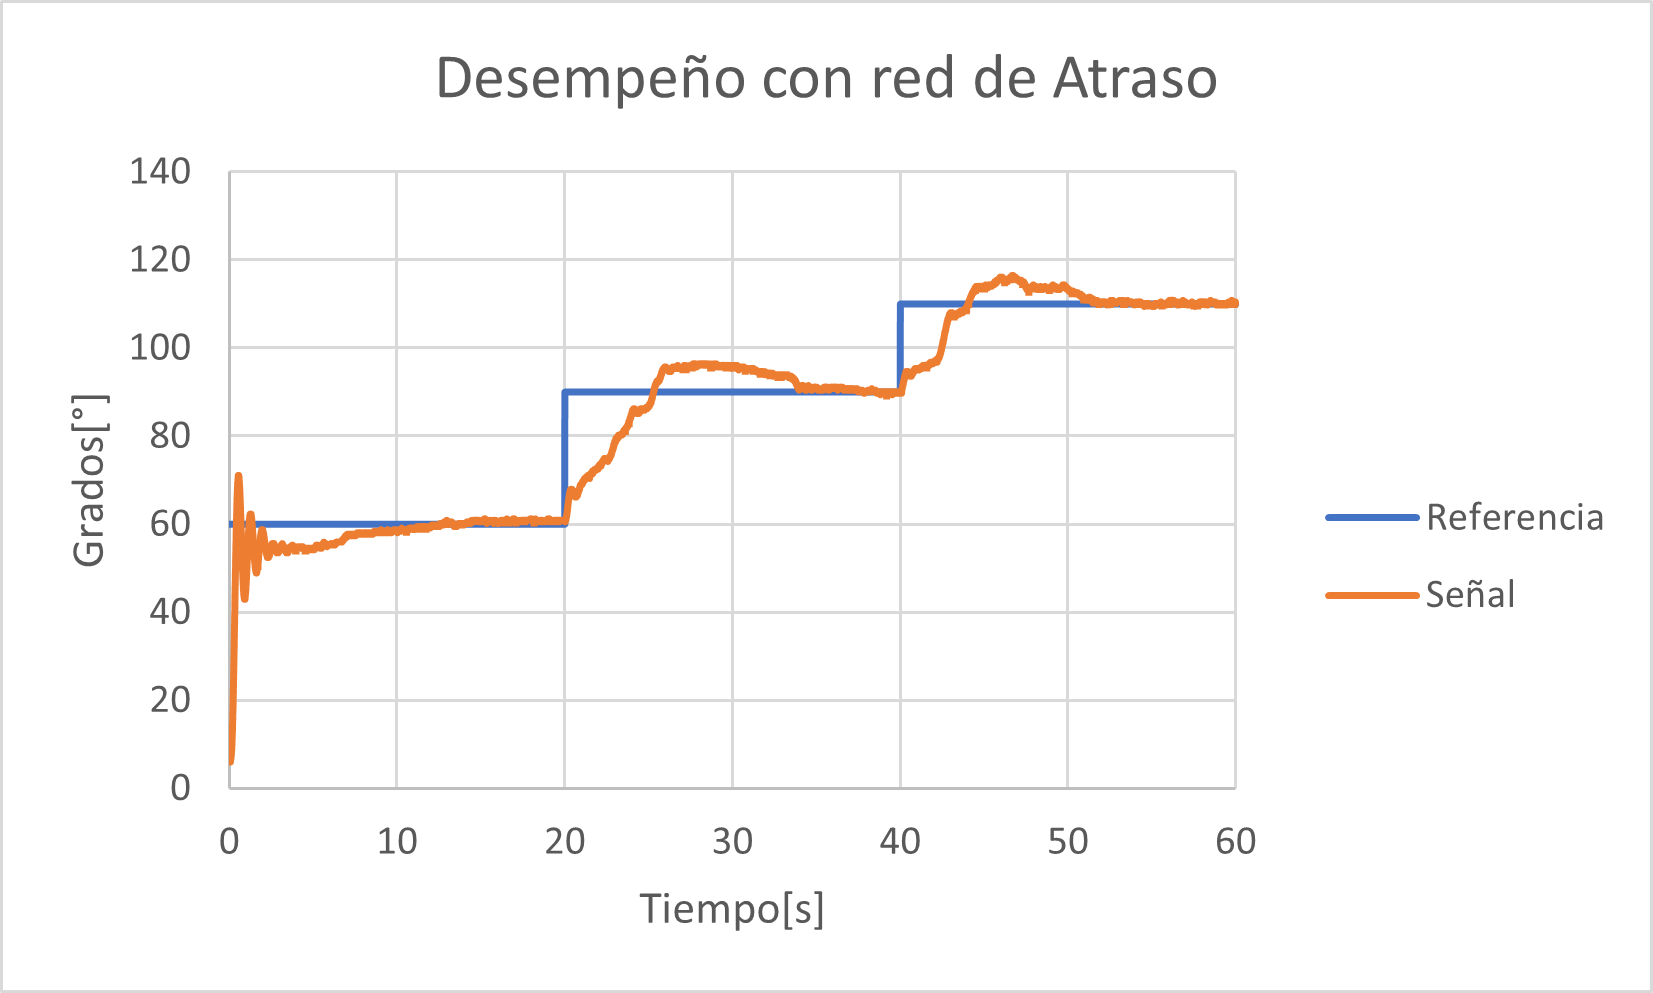 Desempeño con red de Atraso
140
120
100
80
60
40
20
0
Grados[°]
0 10 20 30 40 50 60
Tiempo[s]
Referencia
Señal